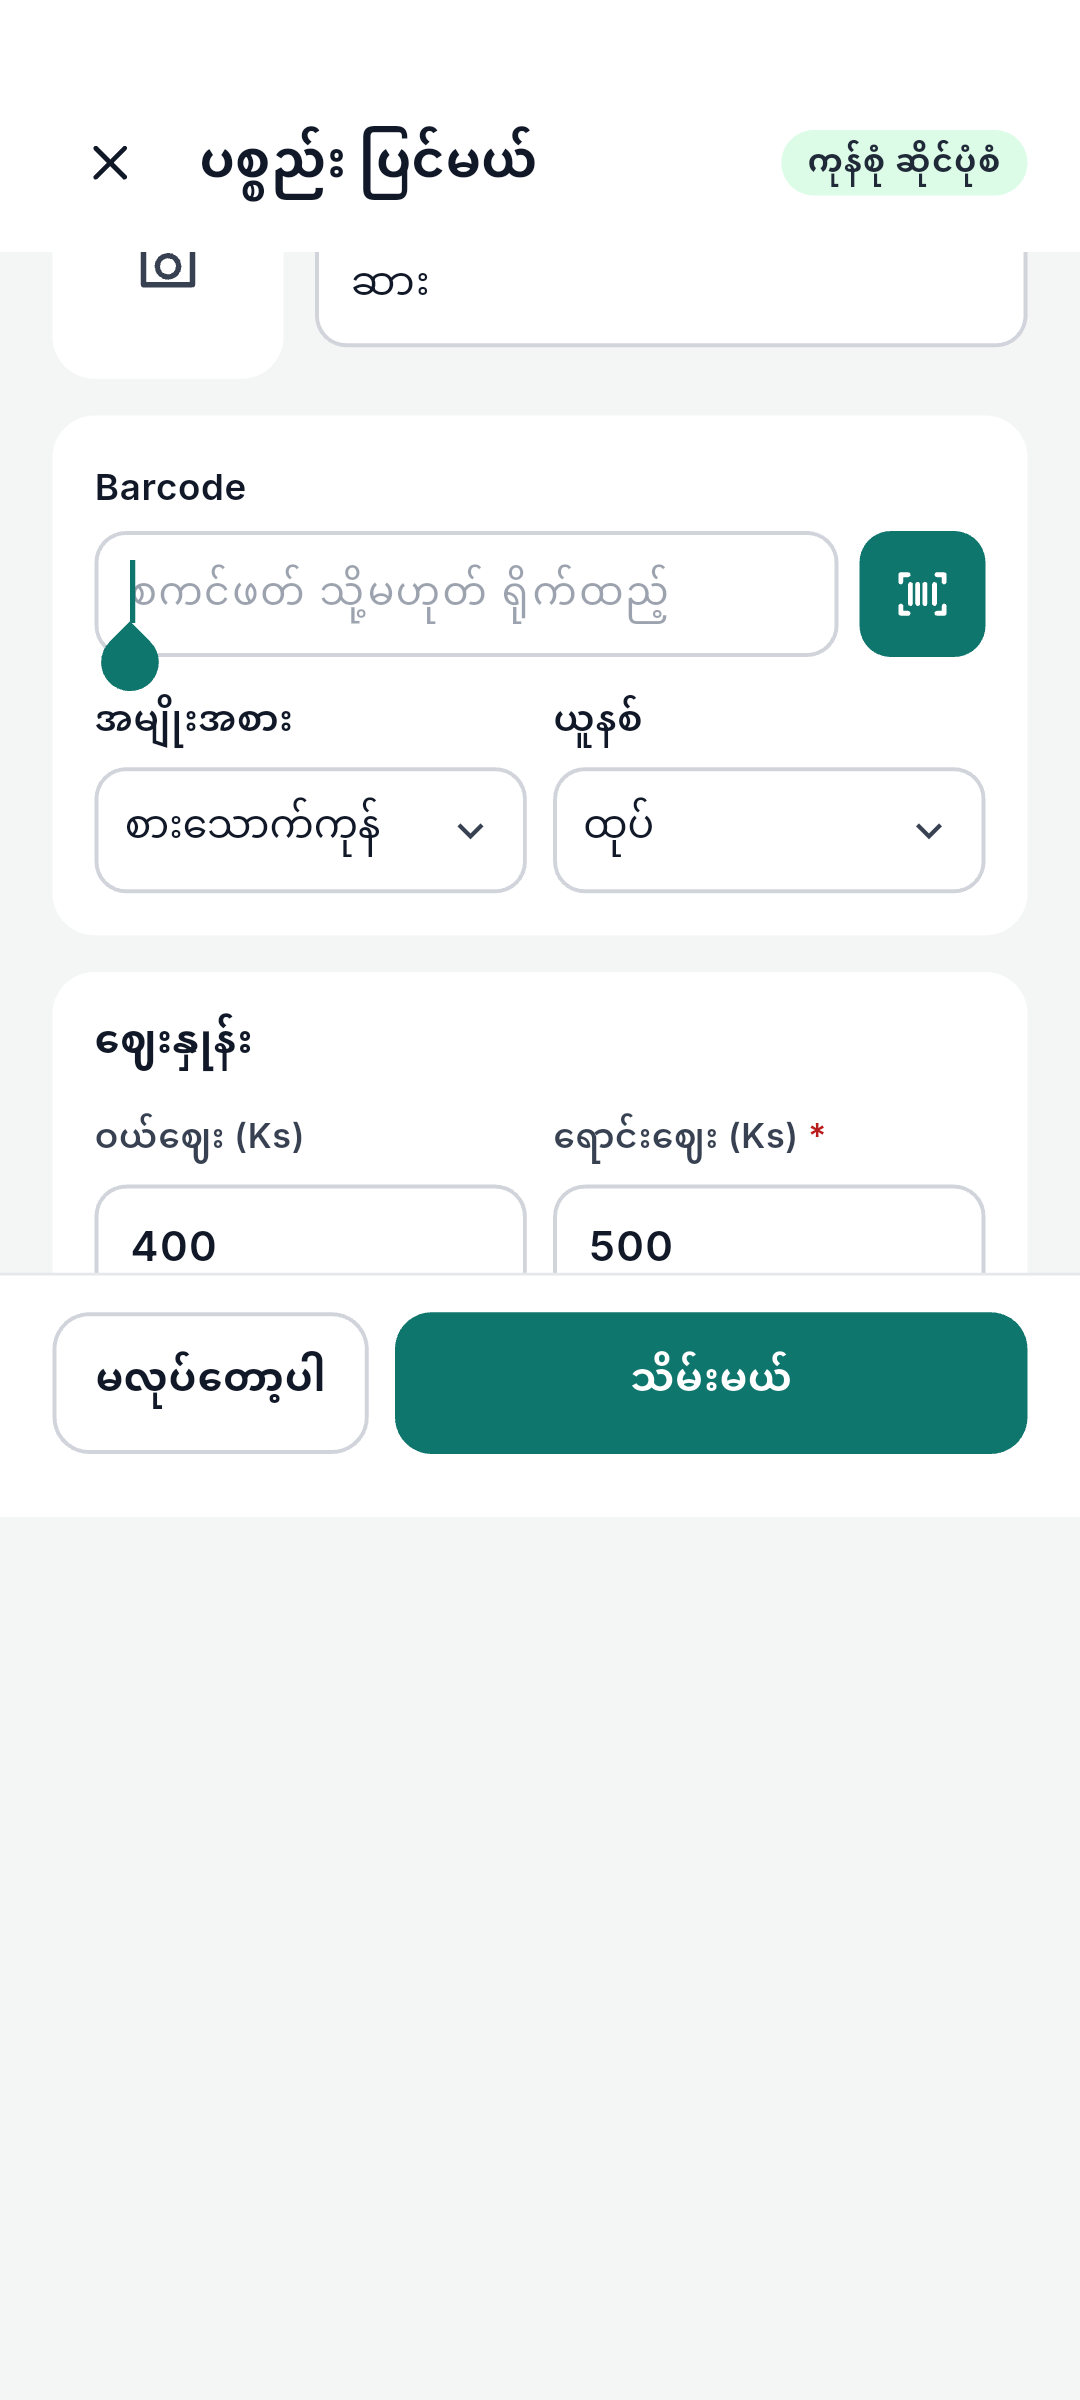 ပစ္စည်း ပြင်မယ်
ကုန်စုံ ဆိုင်ပုံစံ
ဆား
Barcode
စကင်ဖတ် သို့မဟုတ် ရိုက်ထည့်
အမျိုးအစား
ယူနစ်
စားသောက်ကုန်
ထုပ်
ဈေးနှုန်း
ဝယ်ဈေး (Ks)
ရောင်းဈေး (Ks) *
400
500
မလုပ်တော့ပါ
သိမ်းမယ်